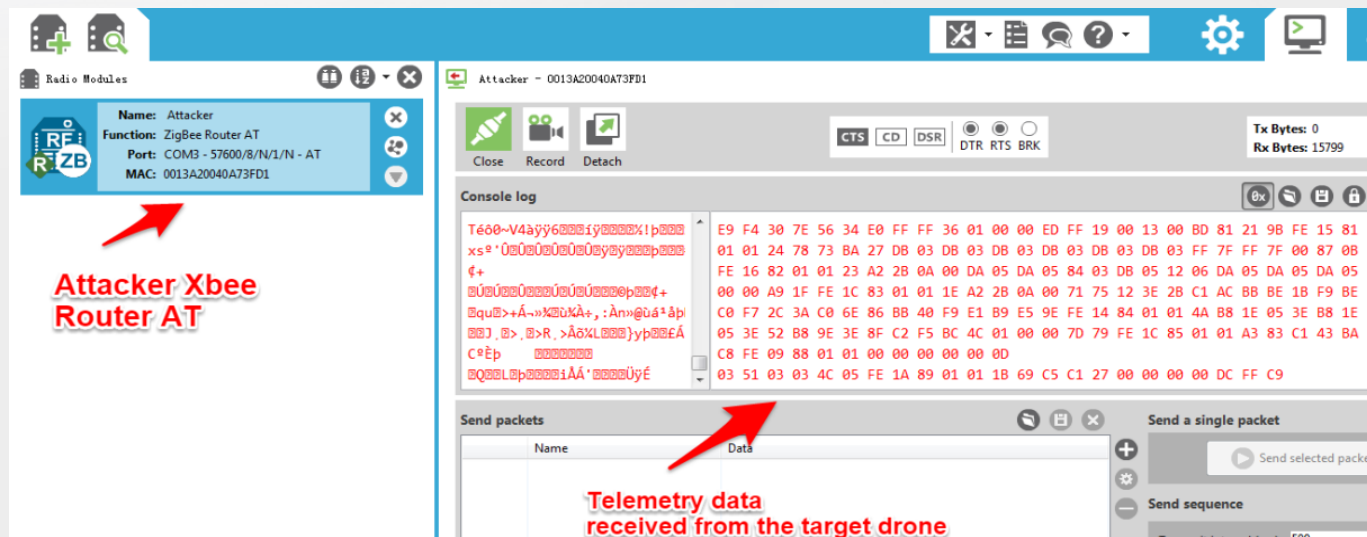 Radio Modules
Name: Attacker
Function: ZigBee Router AT
Port: COM3 - 57600/8/N/1/N - AT
MAC: 0013A20040A73FD1
Attacker Xbee
Router AT
Attacker - 0013A20040A73FD1
Close
Record
Detach
CTS
CD
DSR
DTR
RTS
BRK
Tx Bytes: 0
Rx Bytes: 15799
Console log
E9 F4 30 7E 56 34 E0 FF FF 36 01 00 00 ED FF 19 00 13 00 BD 81 21 9B FE 15 81
01 01 24 78 73 BA 27 DB 03 DB 03 DB 03 DB 03 DB 03 DB 03 FF 7F FF 7F 00 87 0B
FE 16 82 01 01 23 A2 2B 0A 00 DA 05 DA 05 84 03 DB 05 12 06 DA 05 DA 05 DA 05
00 00 A9 1F FE 1C 83 01 01 1E A2 2B 0A 00 71 75 12 3E 2B C1 AC BB BE 1B F9 BE
C0 F7 2C 3A C0 6E 86 BB 40 F9 E1 B9 E5 9E FE 14 84 01 01 4A B8 1E 05 3E B8 1E
05 3E 52 B8 9E 3E 8F C2 F5 BC 4C 01 00 00 7D 79 FE 1C 85 01 01 A3 83 C1 43 BA
C8 FE 09 88 01 01 00 00 00 00 00 00 0D
03 51 03 03 4C 05 FE 1A 89 01 01 1B 69 C5 C1 27 00 00 00 00 DC FF C9
Send packets
Name
Data
Send a single packet
Send selected
Send sequence
Telemetry data
received from the target drone